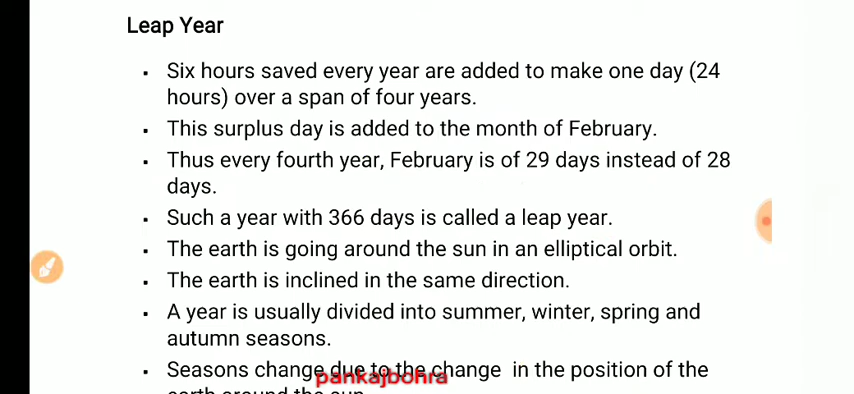 Leap Year
▪ Six hours saved every year are added to make one day (24
hours) over a span of four years.
▪ This surplus day is added to the month of February.
▪ Thus every fourth year, February is of 29 days instead of 28
days.
▪ Such a year with 366 days is called a leap year.
▪ The earth is going around the sun in an elliptical orbit.
▪ The earth is inclined in the same direction.
▪ A year is usually divided into summer, winter, spring and
autumn seasons.
▪ Seasons change due to the change in the position of the
pankajbohra
earth around the sun.